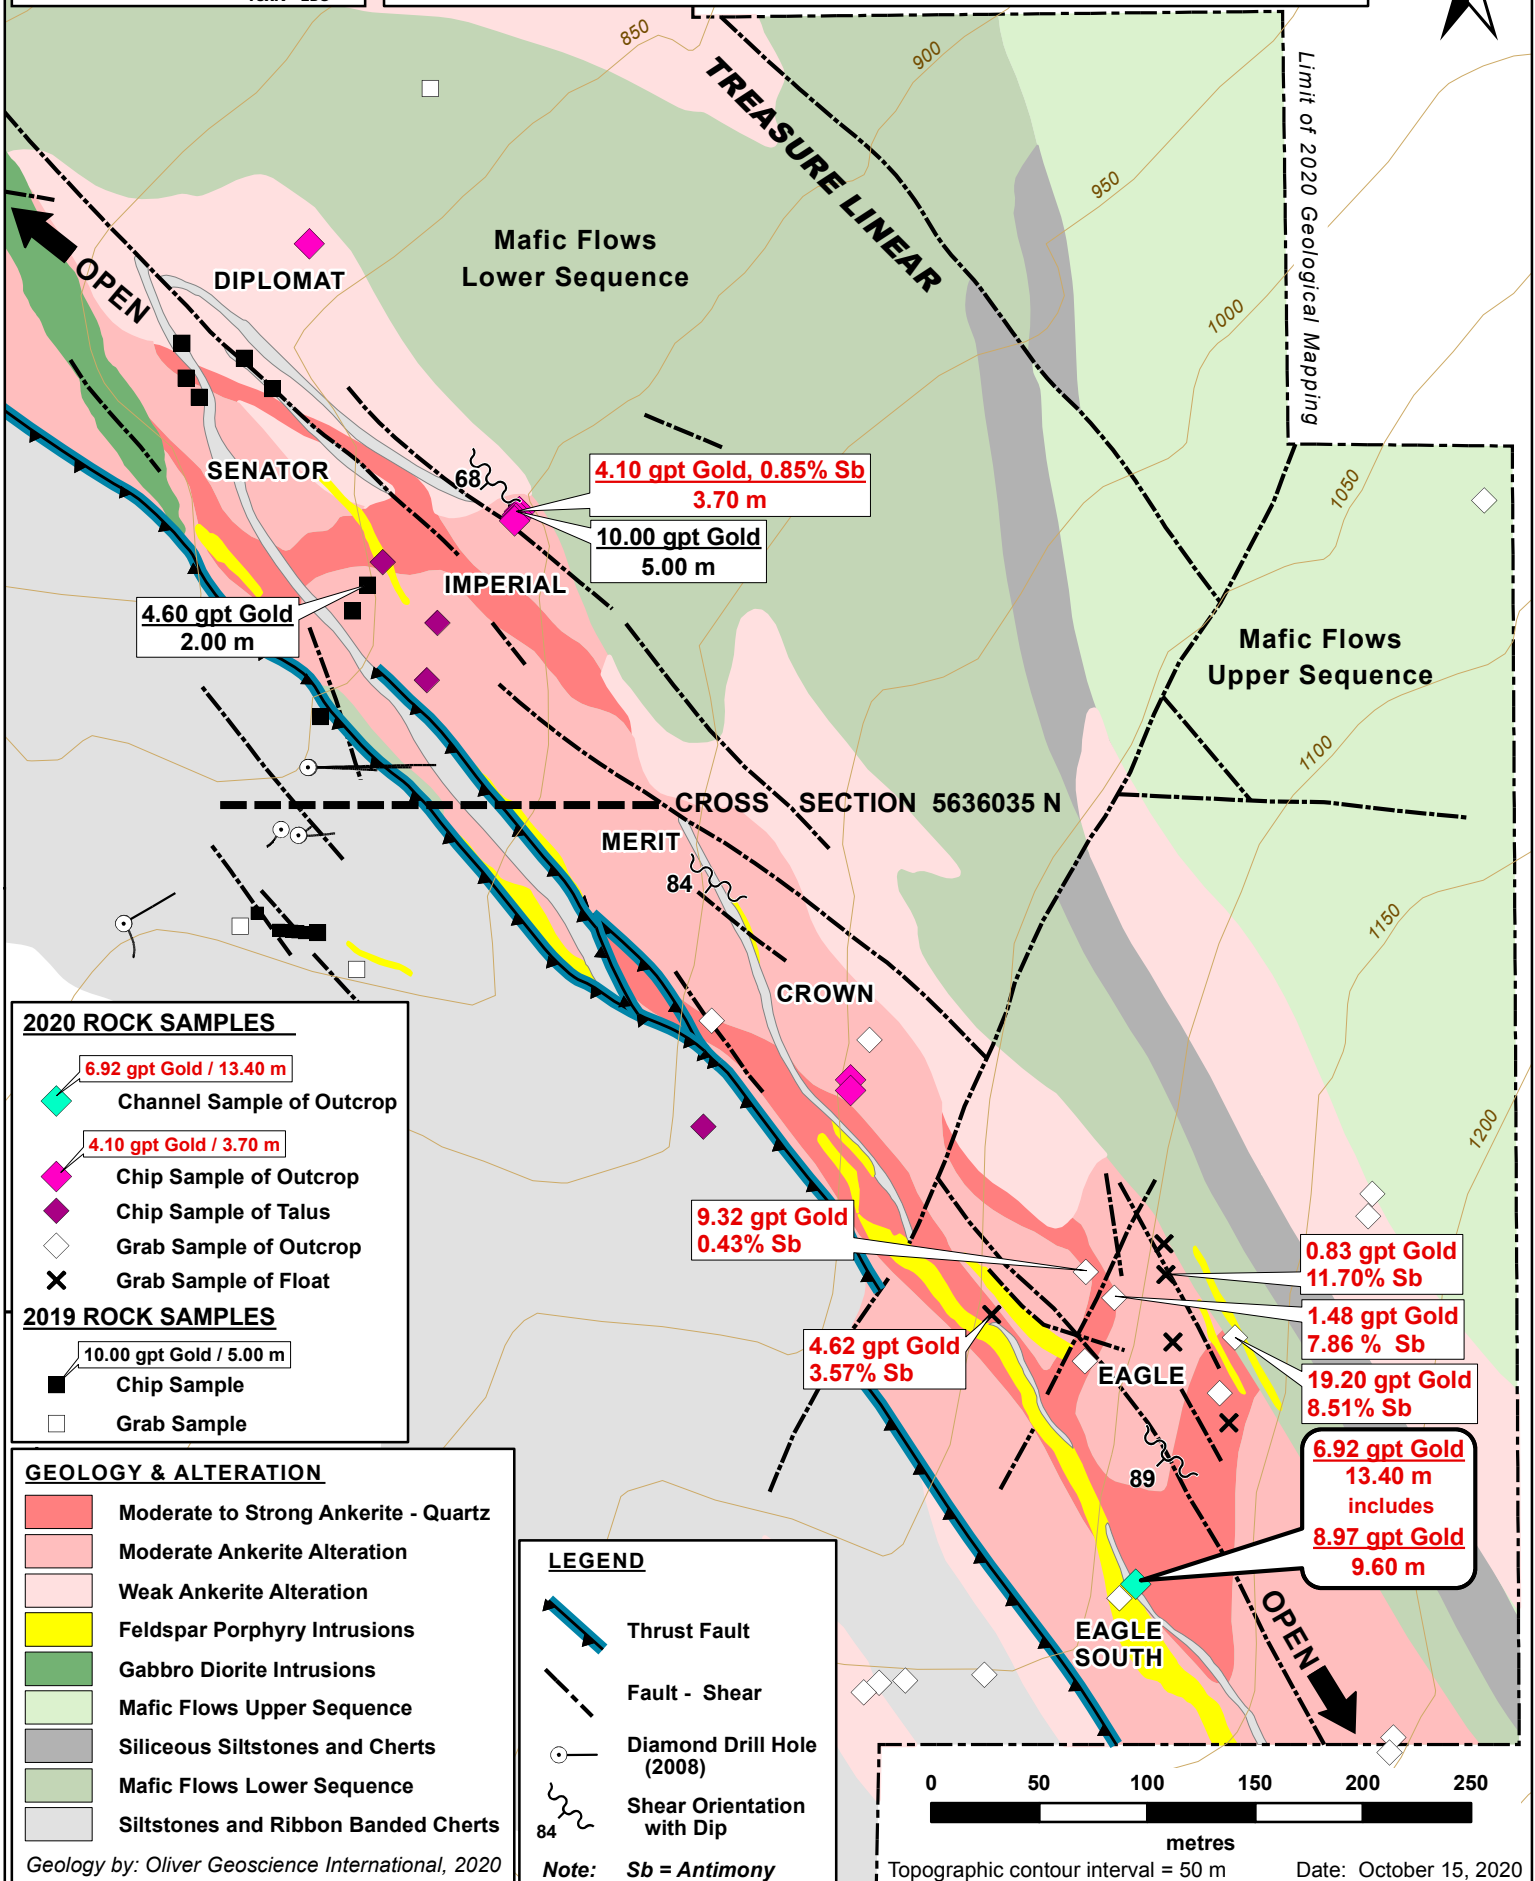 850
900
TREASURE LINEAR
Limit of 2020 Geological Mapping
950
Mafic Flows
Lower Sequence
DIPLOMAT
OPEN
1000
SENATOR
68
4.10 gpt Gold, 0.85% Sb
3.70 m
10.00 gpt Gold
5.00 m
1050
IMPERIAL
4.60 gpt Gold
2.00 m
Mafic Flows
Upper Sequence
1100
CROSS SECTION 5636035 N
MERIT
84
1150
CROWN
1200
9.32 gpt Gold
0.43% Sb
0.83 gpt Gold
11.70% Sb
1.48 gpt Gold
7.86 % Sb
4.62 gpt Gold
3.57% Sb
EAGLE
19.20 gpt Gold
8.51% Sb
6.92 gpt Gold
13.40 m
includes
8.97 gpt Gold
9.60 m
89
OPEN
EAGLE
SOUTH
2020 ROCK SAMPLES
6.92 gpt Gold / 13.40 m
Channel Sample of Outcrop
4.10 gpt Gold / 3.70 m
Chip Sample of Outcrop
Chip Sample of Talus
Grab Sample of Outcrop
Grab Sample of Float
2019 ROCK SAMPLES
10.00 gpt Gold / 5.00 m
Chip Sample
Grab Sample
GEOLOGY & ALTERATION
Moderate to Strong Ankerite - Quartz
Moderate Ankerite Alteration
Weak Ankerite Alteration
Feldspar Porphyry Intrusions
Gabbro Diorite Intrusions
Mafic Flows Upper Sequence
Siliceous Siltstones and Cherts
Mafic Flows Lower Sequence
Siltstones and Ribbon Banded Cherts
Geology by: Oliver Geoscience International, 2020
LEGEND
Thrust Fault
Fault - Shear
Diamond Drill Hole
(2008)
Shear Orientation
with Dip
84
Note: Sb = Antimony
0 50 100 150 200 250
metres
Topographic contour interval = 50 m Date: October 15, 2020